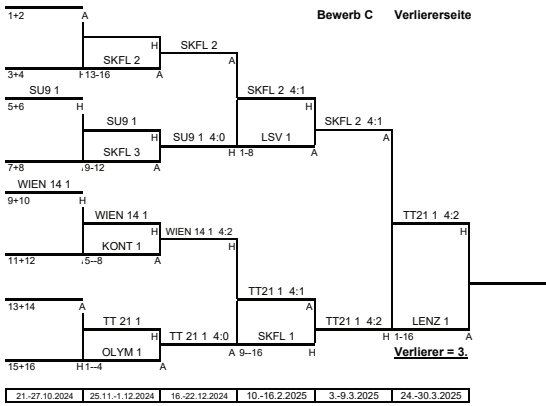 1+2 A Bewerb C Verliererseite
H SKFL 2
SKFL 2 A
3+4 H 13-16 A
SU9 1 SKFL 2 4:1
5+6 H H
SU9 1 SKFL 2 4:1
H SU9 1 4:0 LSV 1 A
SKFL 3
7+8 A 9-12 A H 1-8 A
WIEN 14 1
9+10 H
WIEN 14 1 TT21 1 4:2
H WIEN 14 1 4:2 H
KONT 1 H
11+12 A 5--8 A
TT21 1 4:1
13+14 A A
TT 21 1 TT21 1 4:2 LENZ 1
H TT 21 1 4:0 SKFL 1 H 1-16 A
OLYM 1 A 9--16 H Verlierer = 3.
15+16 H 1--4 A
21.-27.10.2024 25.11.-1.12.2024 16.-22.12.2024 10.-16.2.2025 3.-9.3.2025 24.-30.3.2025